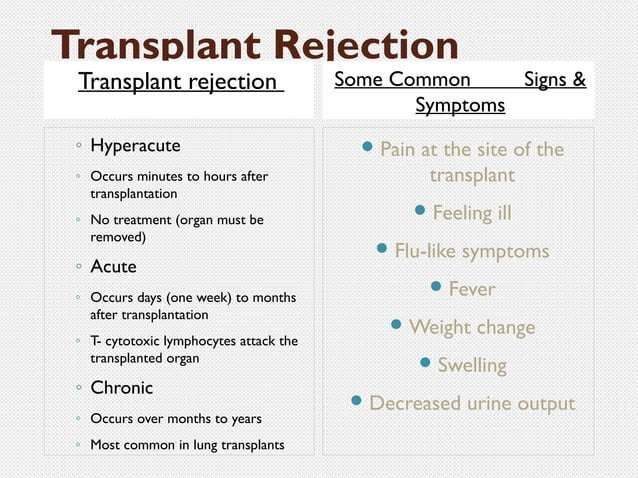 Transplant Rejection
Transplant rejection
◦ Hyperacute
◦ Occurs minutes to hours after
transplantation
◦ No treatment (organ must be
removed)
◦ Acute
◦ Occurs days (one week) to months
after transplantation
◦ T- cytotoxic lymphocytes attack the
transplanted organ
◦ Chronic
◦ Occurs over months to years
◦ Most common in lung transplants
Some Common Signs &
Symptoms
• Pain at the site of the
transplant
• Feeling ill
• Flu-like symptoms
• Fever
• Weight change
• Swelling
• Decreased urine output